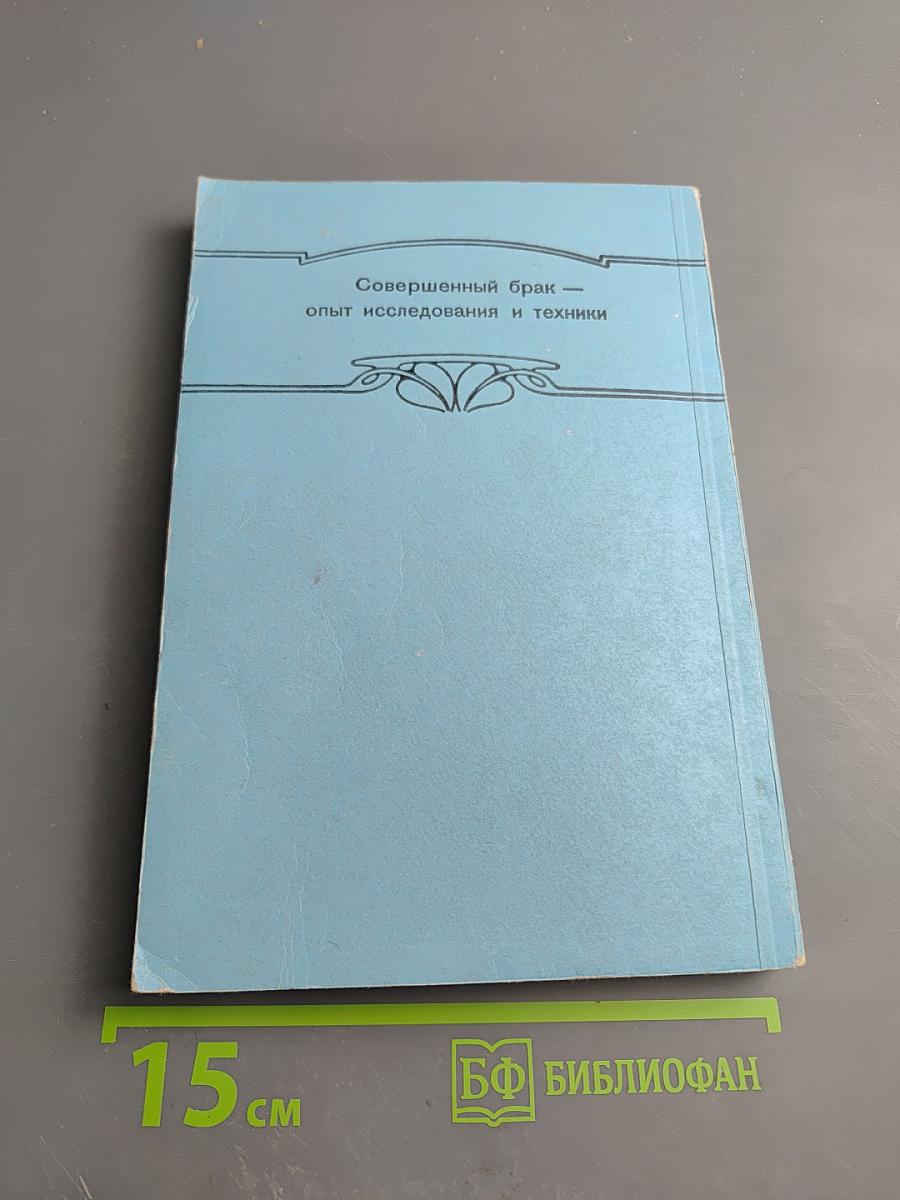 Совершенный брак —
опыт исследования и техники
15 см
БФ БИБЛИОФАН